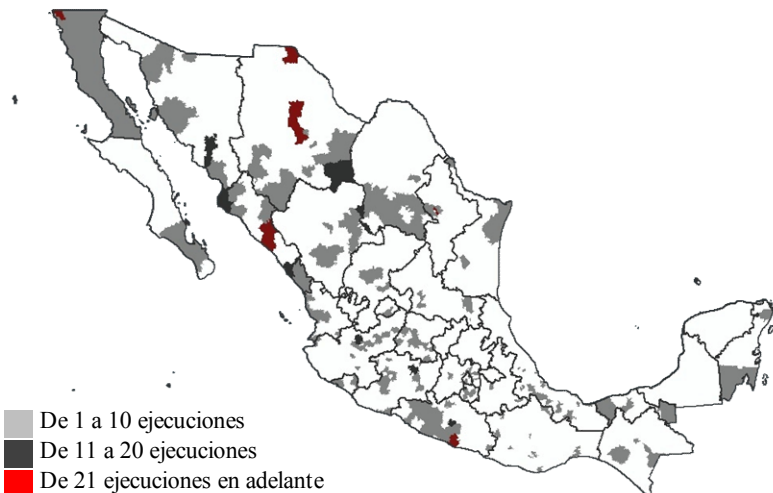 De 1 a 10 ejecuciones
De 11 a 20 ejecuciones
De 21 ejecuciones en adelante